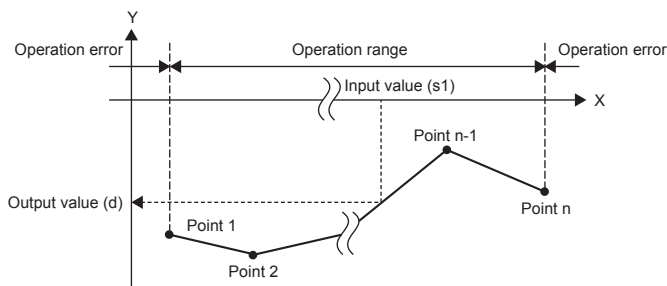 Y
Operation error
Operation range
Operation error
Input value (s1)
X
Point n-1
Output value (d)
Point n
Point 1
Point 2